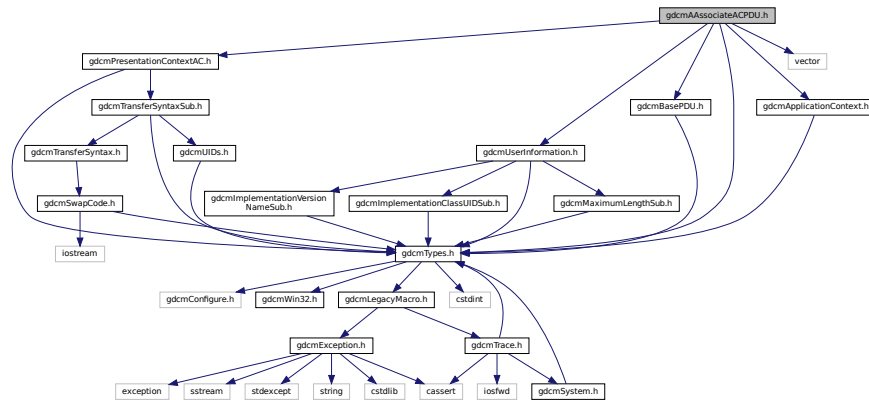 gdcmAAssociateACPDU.h
gdcmPresentationContextAC.h
vector
gdcmTransferSyntaxSub.h
gdcmBasePDU.h
gdcmApplicationContext.h
gdcmTransferSyntax.h
gdcmUIDs.h
gdcmUserInformation.h
gdcmSwapCode.h
gdcmImplementationVersion
NameSub.h
gdcmImplementationClassUIDSub.h
gdcmMaximumLengthSub.h
iostream
gdcmTypes.h
gdcmConfigure.h
gdcmWin32.h
gdcmLegacyMacro.h
cstdint
gdcmException.h
gdcmTrace.h
exception
sstream
stdexcept
string
cstdlib
cassert
iosfwd
gdcmSystem.h